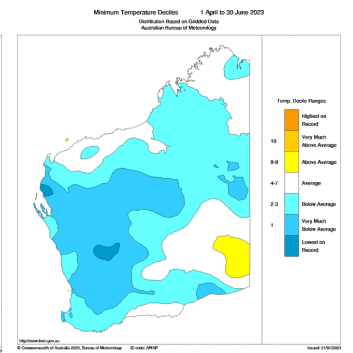 Minimum Temperature Deciles 1 April to 30 June 2023
Distribution Based on Gridded Data
Australian Bureau of Meteorology
Temp. Decile Ranges
Highest on
Record
10
Very Much
Above Average
8-9
Above Average
4-7
Average
2-3
Below Average
1
Very Much
Below Average
Lowest on
Record
http://www.bom.gov.au
© Commonwealth of Australia 2023, Bureau of Meteorology ID code: AWAP
Issued: 21/07/2023